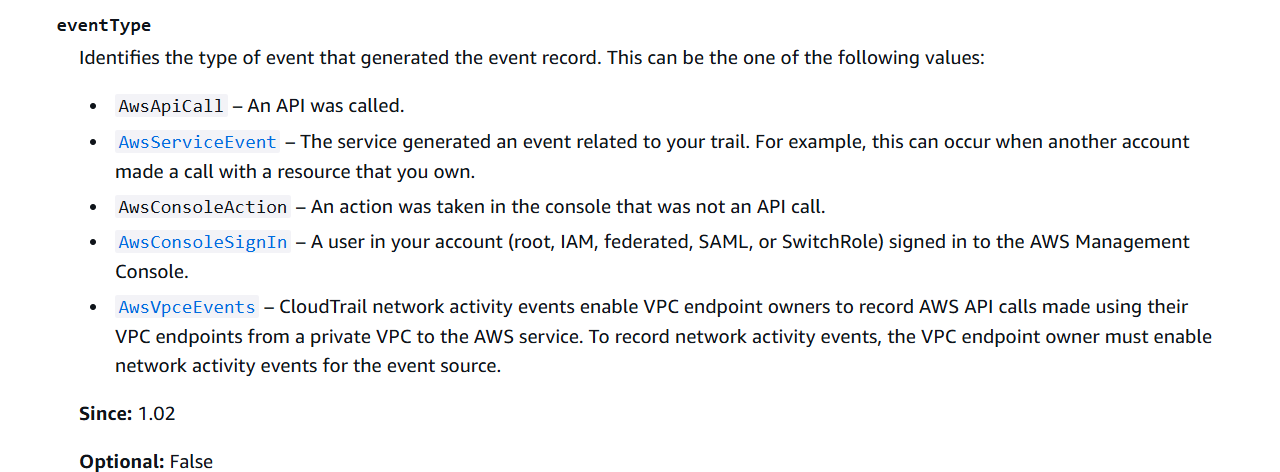 eventType
Identifies the type of event that generated the event record. This can be the one of the following values:
• AwsApiCall – An API was called.
• AwsServiceEvent – The service generated an event related to your trail. For example, this can occur when another account
made a call with a resource that you own.
• AwsConsoleAction – An action was taken in the console that was not an API call.
• AwsConsoleSignIn – A user in your account (root, IAM, federated, SAML, or SwitchRole) signed in to the AWS Management
Console.
• AwsVpceEvents – CloudTrail network activity events enable VPC endpoint owners to record AWS API calls made using their
VPC endpoints from a private VPC to the AWS service. To record network activity events, the VPC endpoint owner must enable
network activity events for the event source.
Since: 1.02
Optional: False